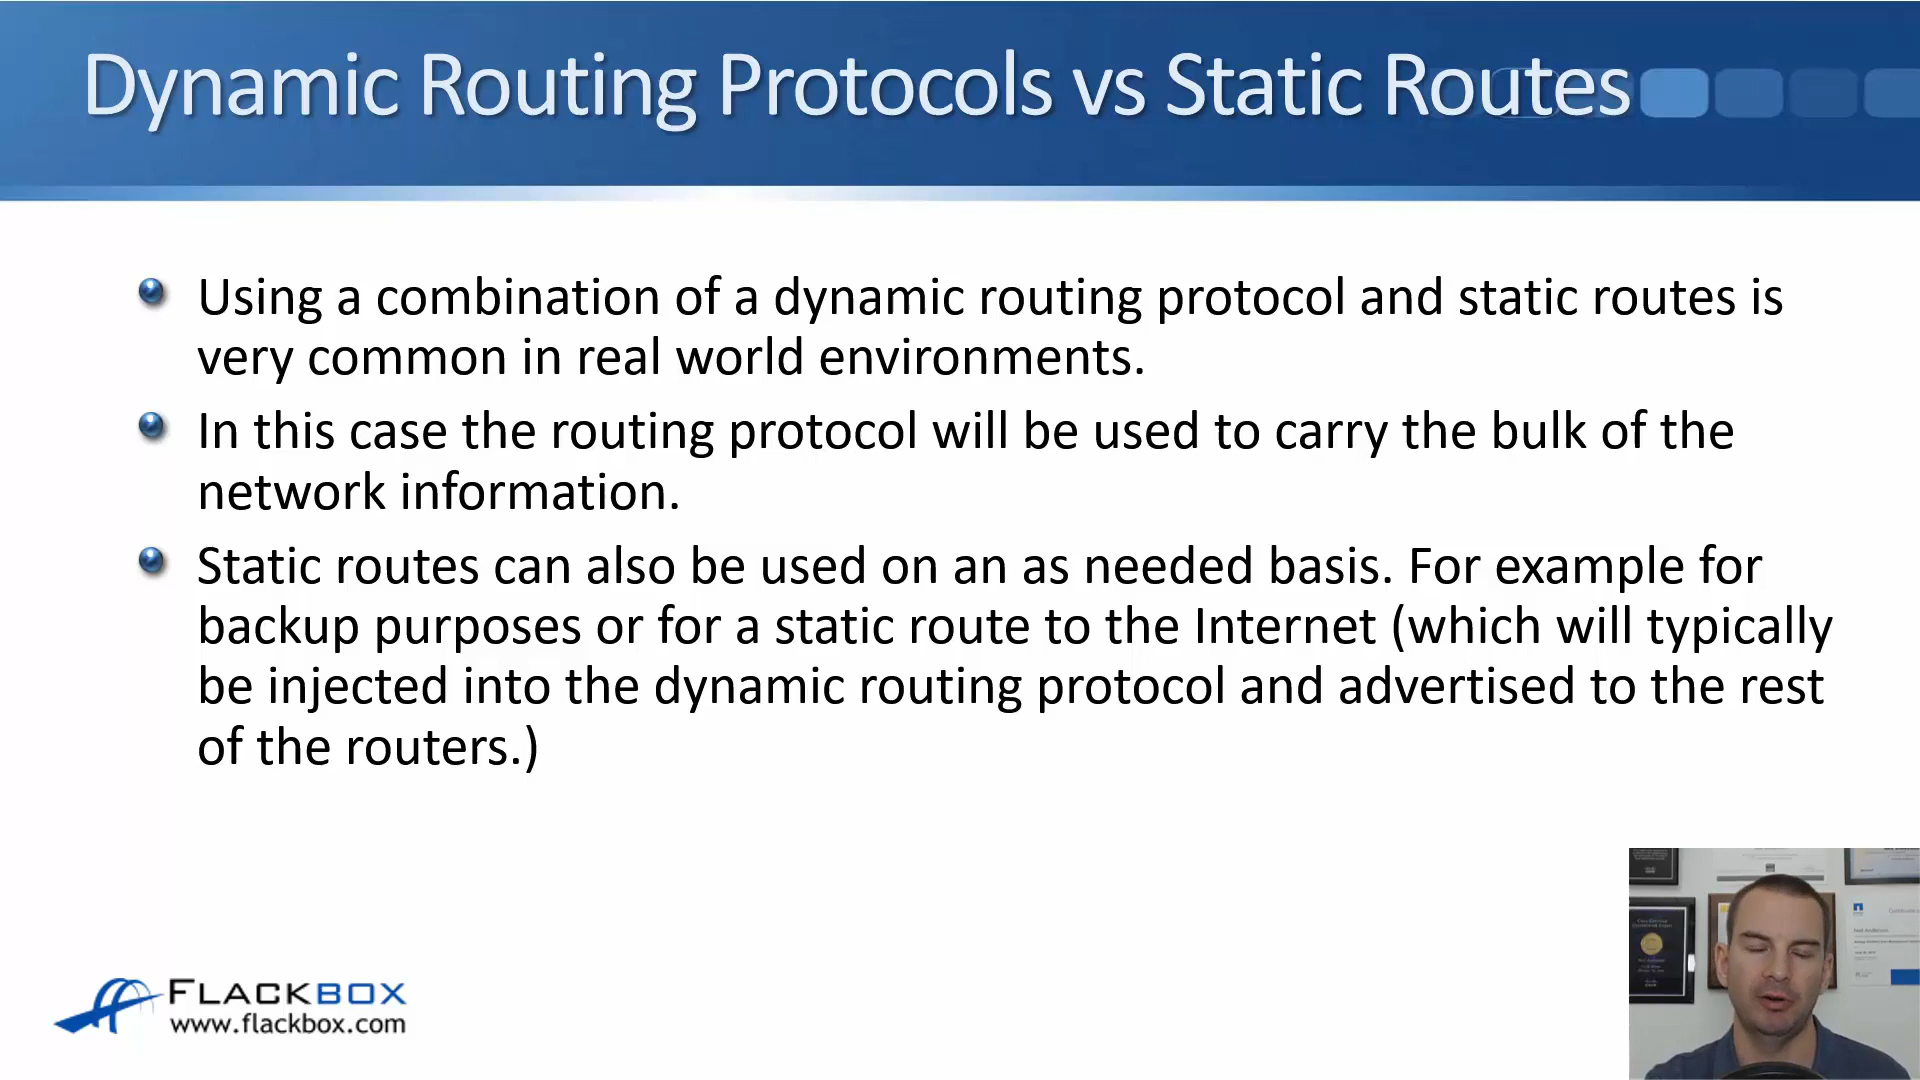 Dynamic Routing Protocols vs Static Routes
Using a combination of a dynamic routing protocol and static routes is
very common in real world environments.
In this case the routing protocol will be used to carry the bulk of the
network information.
Static routes can also be used on an as needed basis. For example for
backup purposes or for a static route to the Internet (which will typically
be injected into the dynamic routing protocol and advertised to the rest
of the routers.)
FLACKBOX
www.flackbox.com